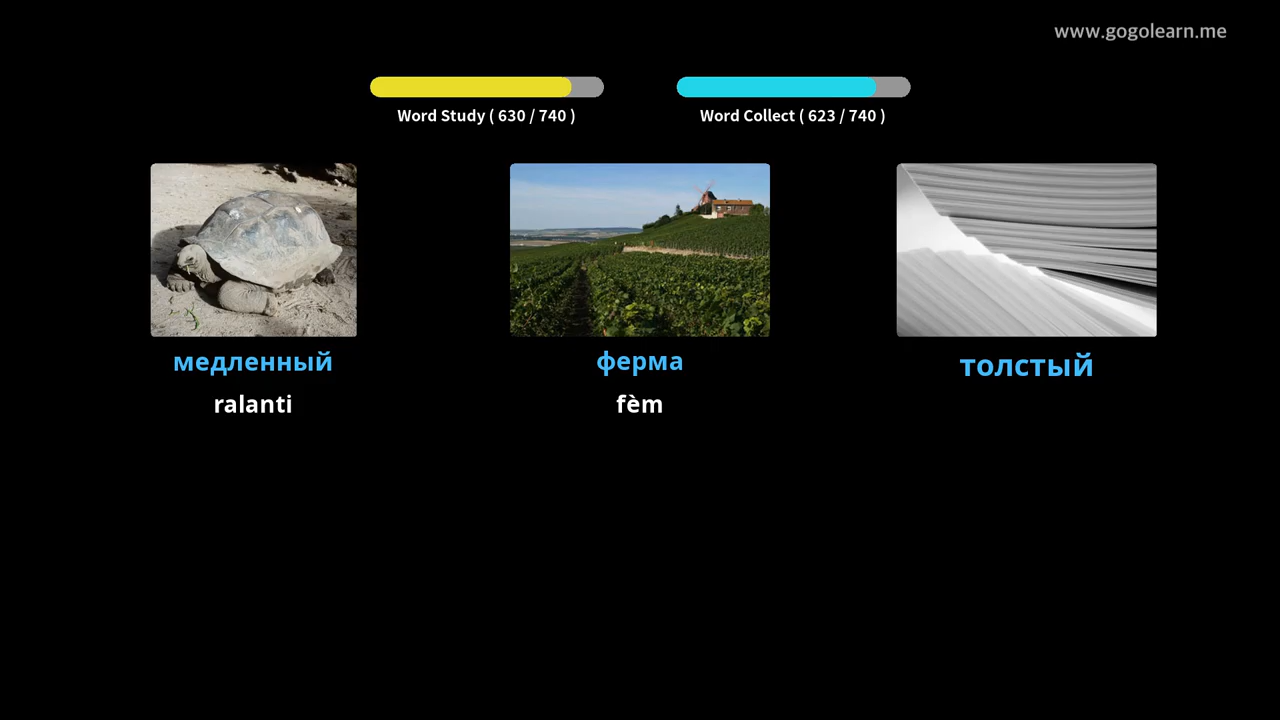 www.gogolearn.me
Word Study ( 630 / 740 )
Word Collect ( 623 / 740 )
медленный
ralanti
ферма
fèm
толстый